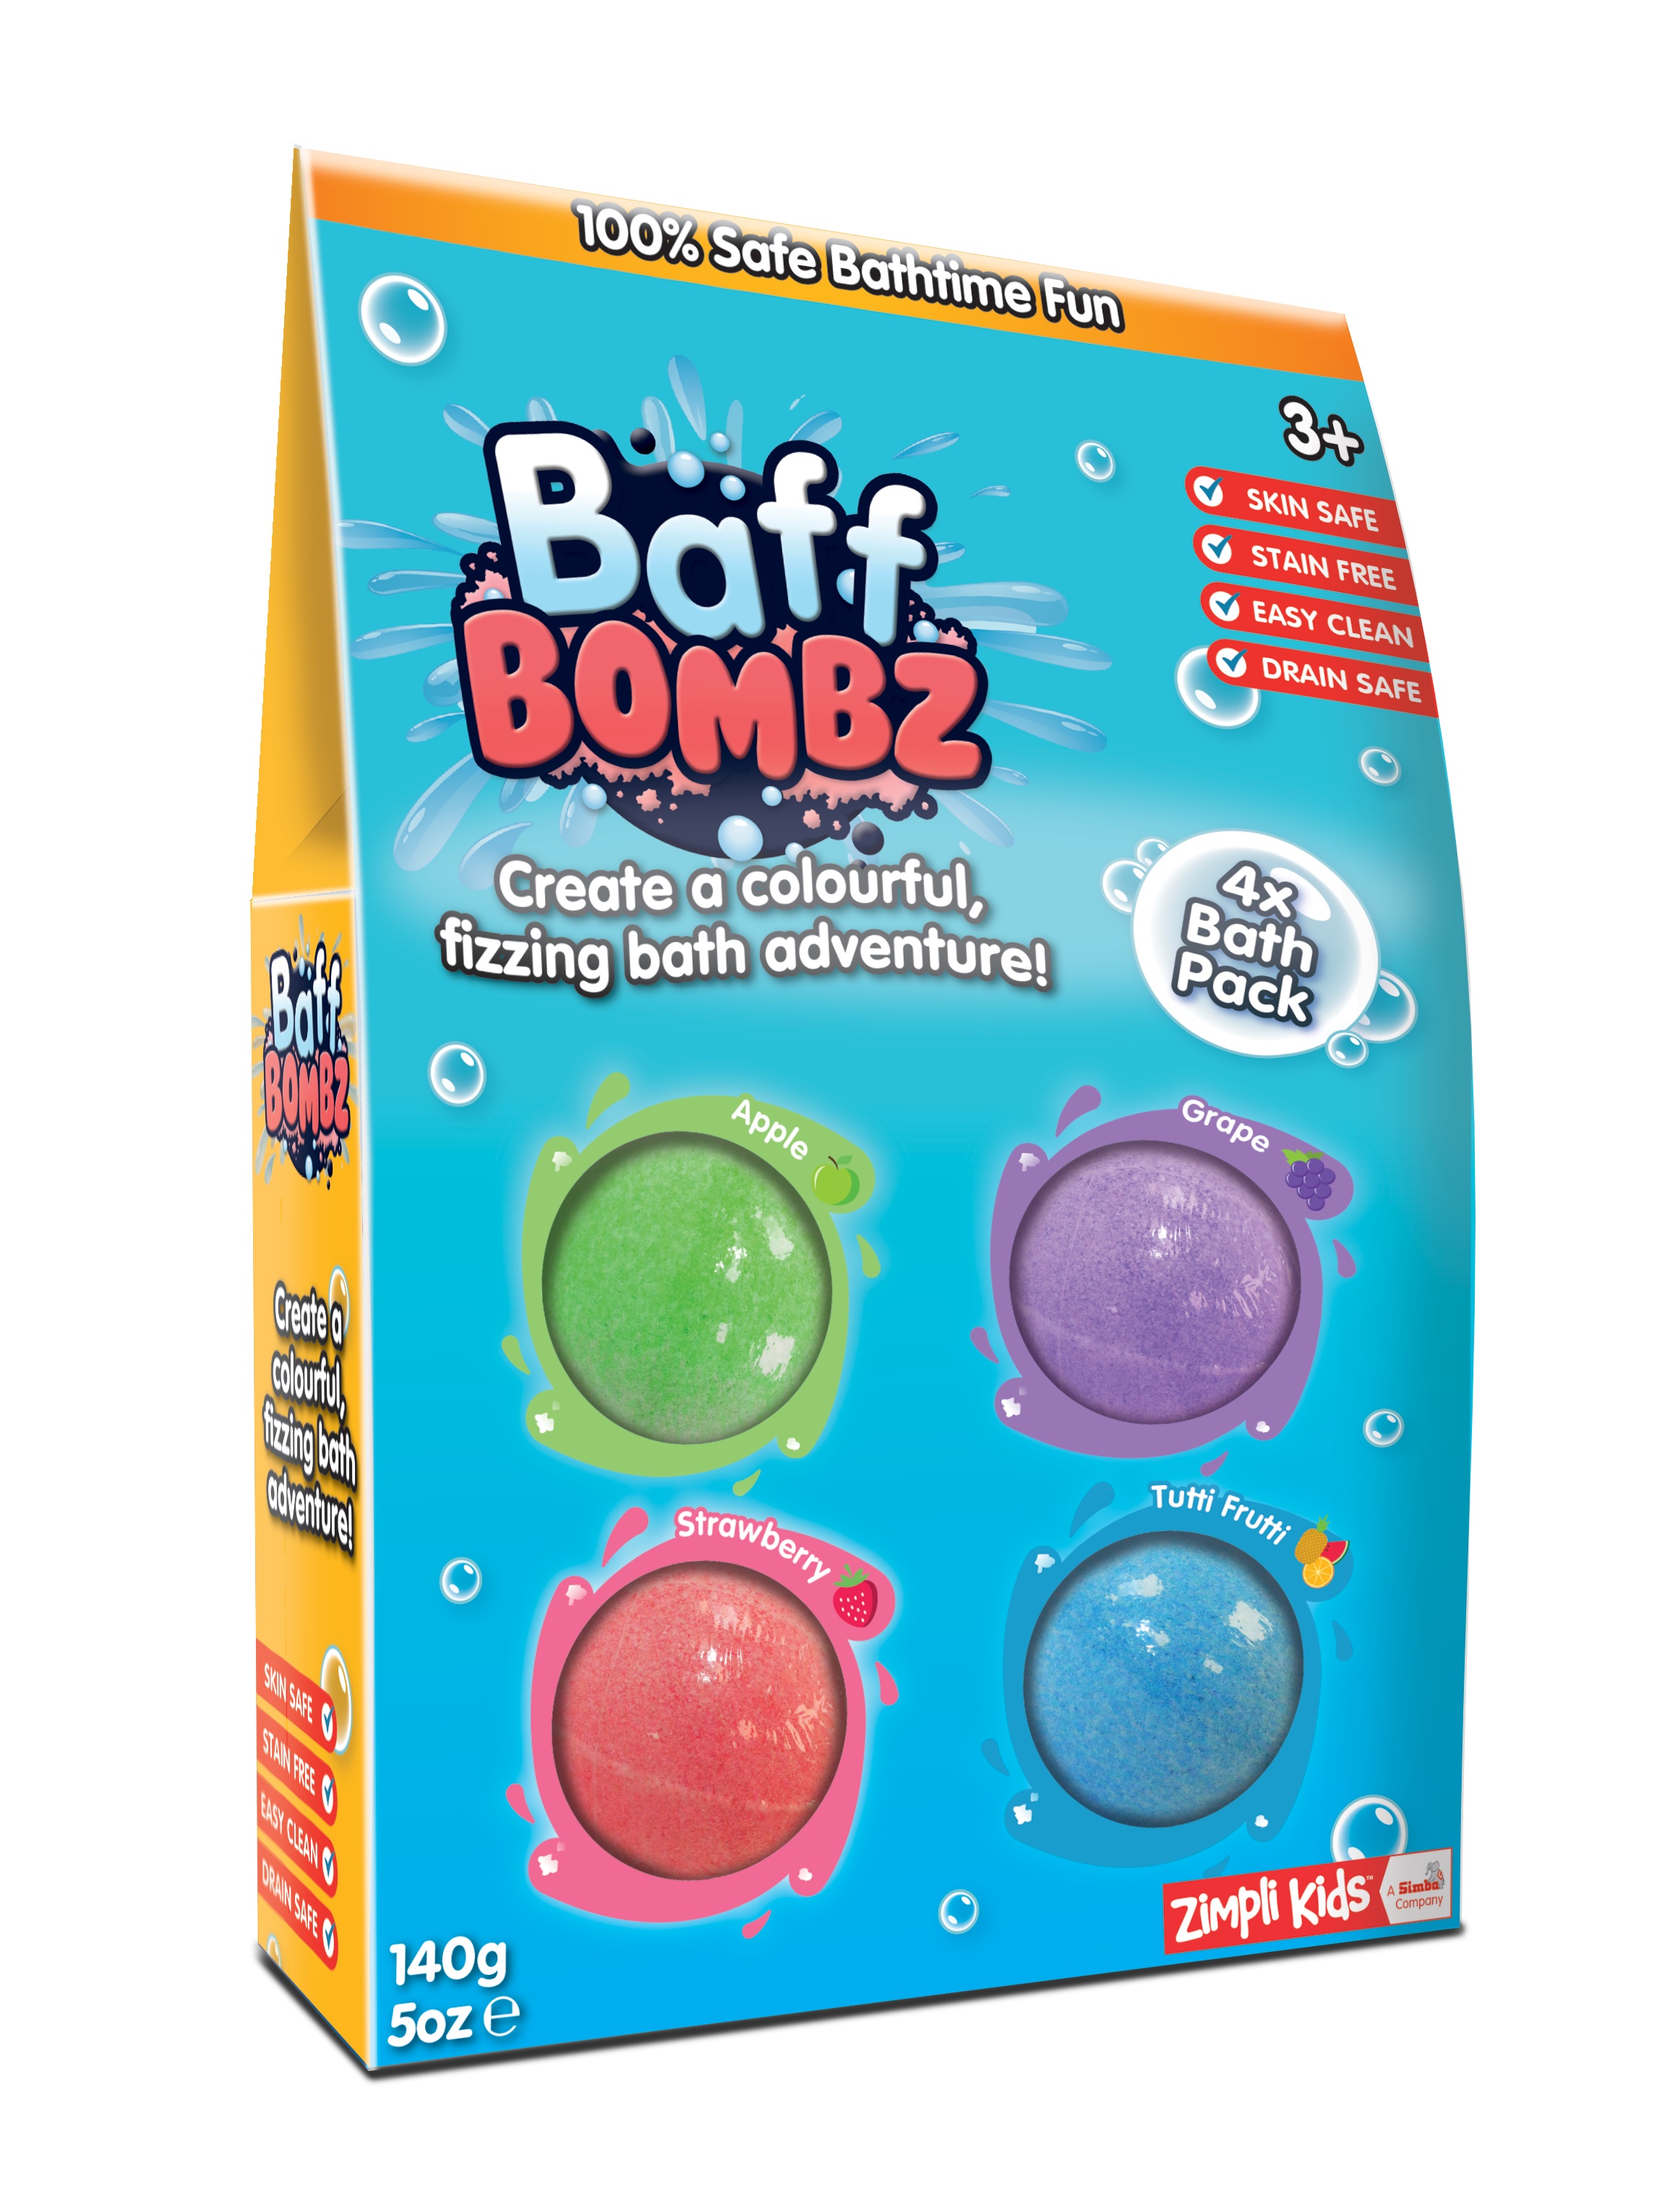 100% Safe Bathtime Fun
3+
SKIN SAFE
STAIN FREE
EASY CLEAN
DRAIN SAFE
Baff
BOMBZ
Create a colourful,
fizzing bath adventure!
4x
Bath
Pack
Apple
Grape
Strawberry
Tutti Frutti
140g
5oz ℮
Zimpli Kids™
A Simba
Company
Baff
BOMBZ
Create a
colourful,
fizzing bath
adventure!
SKIN SAFE
STAIN FREE
EASY CLEAN
DRAIN SAFE